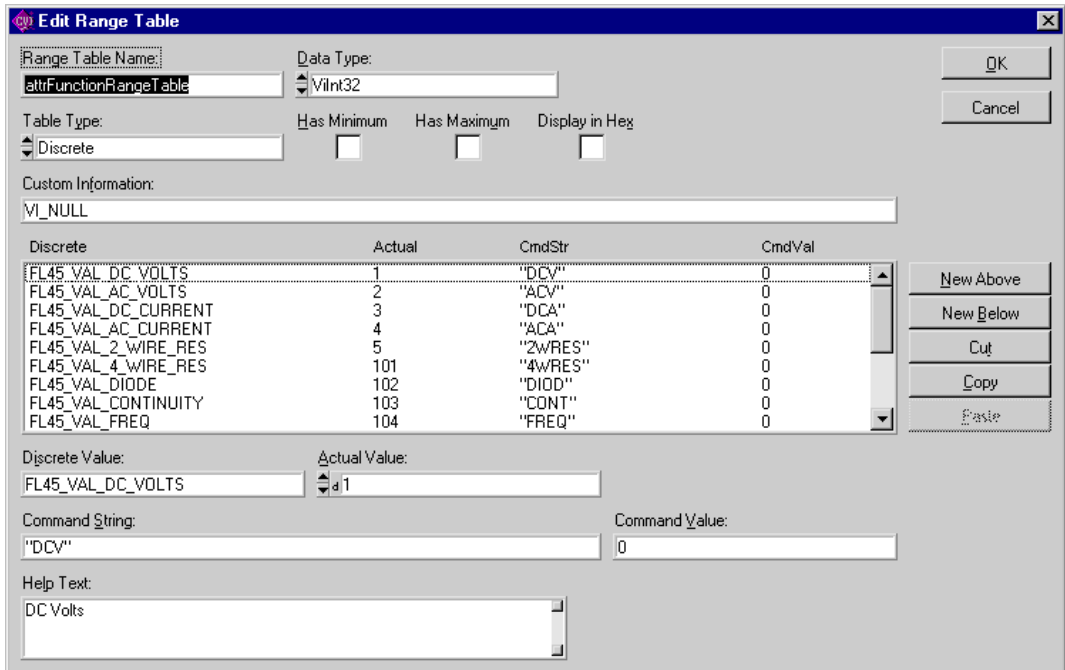 CVI Edit Range Table
Range Table Name: Data Type:
attrFunctionRangeTable ViInt32 OK
Table Type: Has Minimum Has Maximum Display in Hex Cancel
Discrete
Custom Information:
VI_NULL
Discrete Actual CmdStr CmdVal
FL45_VAL_DC_VOLTS 1 "DCV" 0
FL45_VAL_AC_VOLTS 2 "ACV" 0 New Above
FL45_VAL_DC_CURRENT 3 "DCA" 0
FL45_VAL_AC_CURRENT 4 "ACA" 0 New Below
FL45_VAL_2_WIRE_RES 5 "2WRES" 0 Cut
FL45_VAL_4_WIRE_RES 101 "4WRES" 0
FL45_VAL_DIODE 102 "DIOD" 0 Copy
FL45_VAL_CONTINUITY 103 "CONT" 0
FL45_VAL_FREQ 104 "FREQ" 0 Paste
Discrete Value: Actual Value:
FL45_VAL_DC_VOLTS d 1
Command String: Command Value:
"DCV" 0
Help Text:
DC Volts